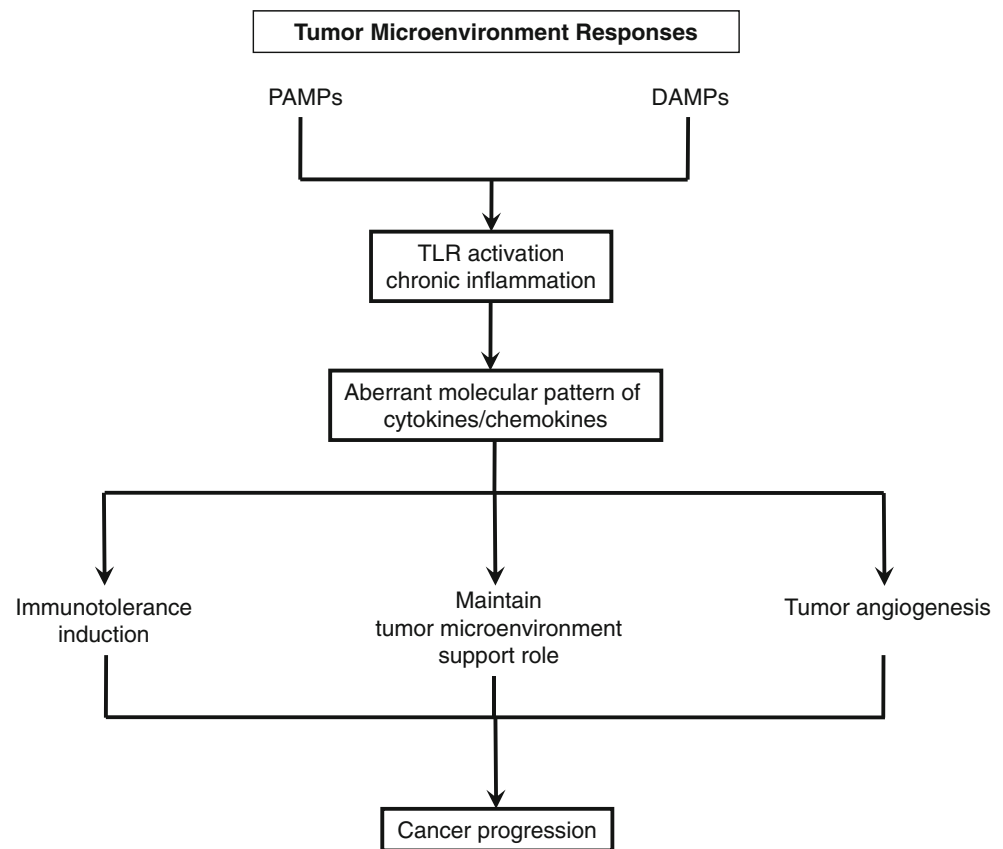 Tumor Microenvironment Responses
PAMPs
DAMPs
TLR activation
chronic inflammation
Aberrant molecular pattern of
cytokines/chemokines
Immunotolerance
induction
Maintain
tumor microenvironment
support role
Tumor angiogenesis
Cancer progression